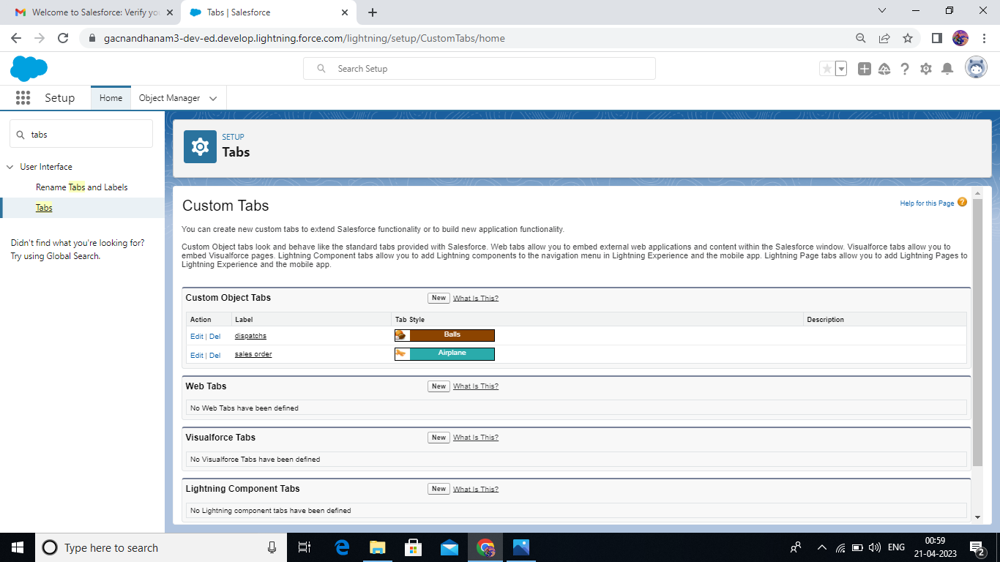 Welcome to Salesforce: Verify you
Tabs | Salesforce
gacnandhanam3-dev-ed.develop.lightning.force.com/lightning/setup/CustomTabs/home
Search Setup
Setup
Home
Object Manager
tabs
User Interface
Rename Tabs and Labels
Tabs
Didn't find what you're looking for?
Try using Global Search.
SETUP
Tabs
Custom Tabs
Help for this Page ?
You can create new custom tabs to extend Salesforce functionality or to build new application functionality.
Custom Object tabs look and behave like the standard tabs provided with Salesforce. Web tabs allow you to embed external web applications and content within the Salesforce window. Visualforce tabs allow you to
embed Visualforce pages. Lightning Component tabs allow you to add Lightning components to the navigation menu in Lightning Experience and the mobile app. Lightning Page tabs allow you to add Lightning Pages to
Lightning Experience and the mobile app.
Custom Object Tabs New What Is This?
Action Label Tab Style Description
Edit | Del dispatchs Balls
Edit | Del sales order Airplane
Web Tabs New What Is This?
No Web Tabs have been defined
Visualforce Tabs New What Is This?
No Visualforce Tabs have been defined
Lightning Component Tabs New What Is This?
No Lightning component tabs have been defined
Type here to search
ENG
00:59
21-04-2023
2